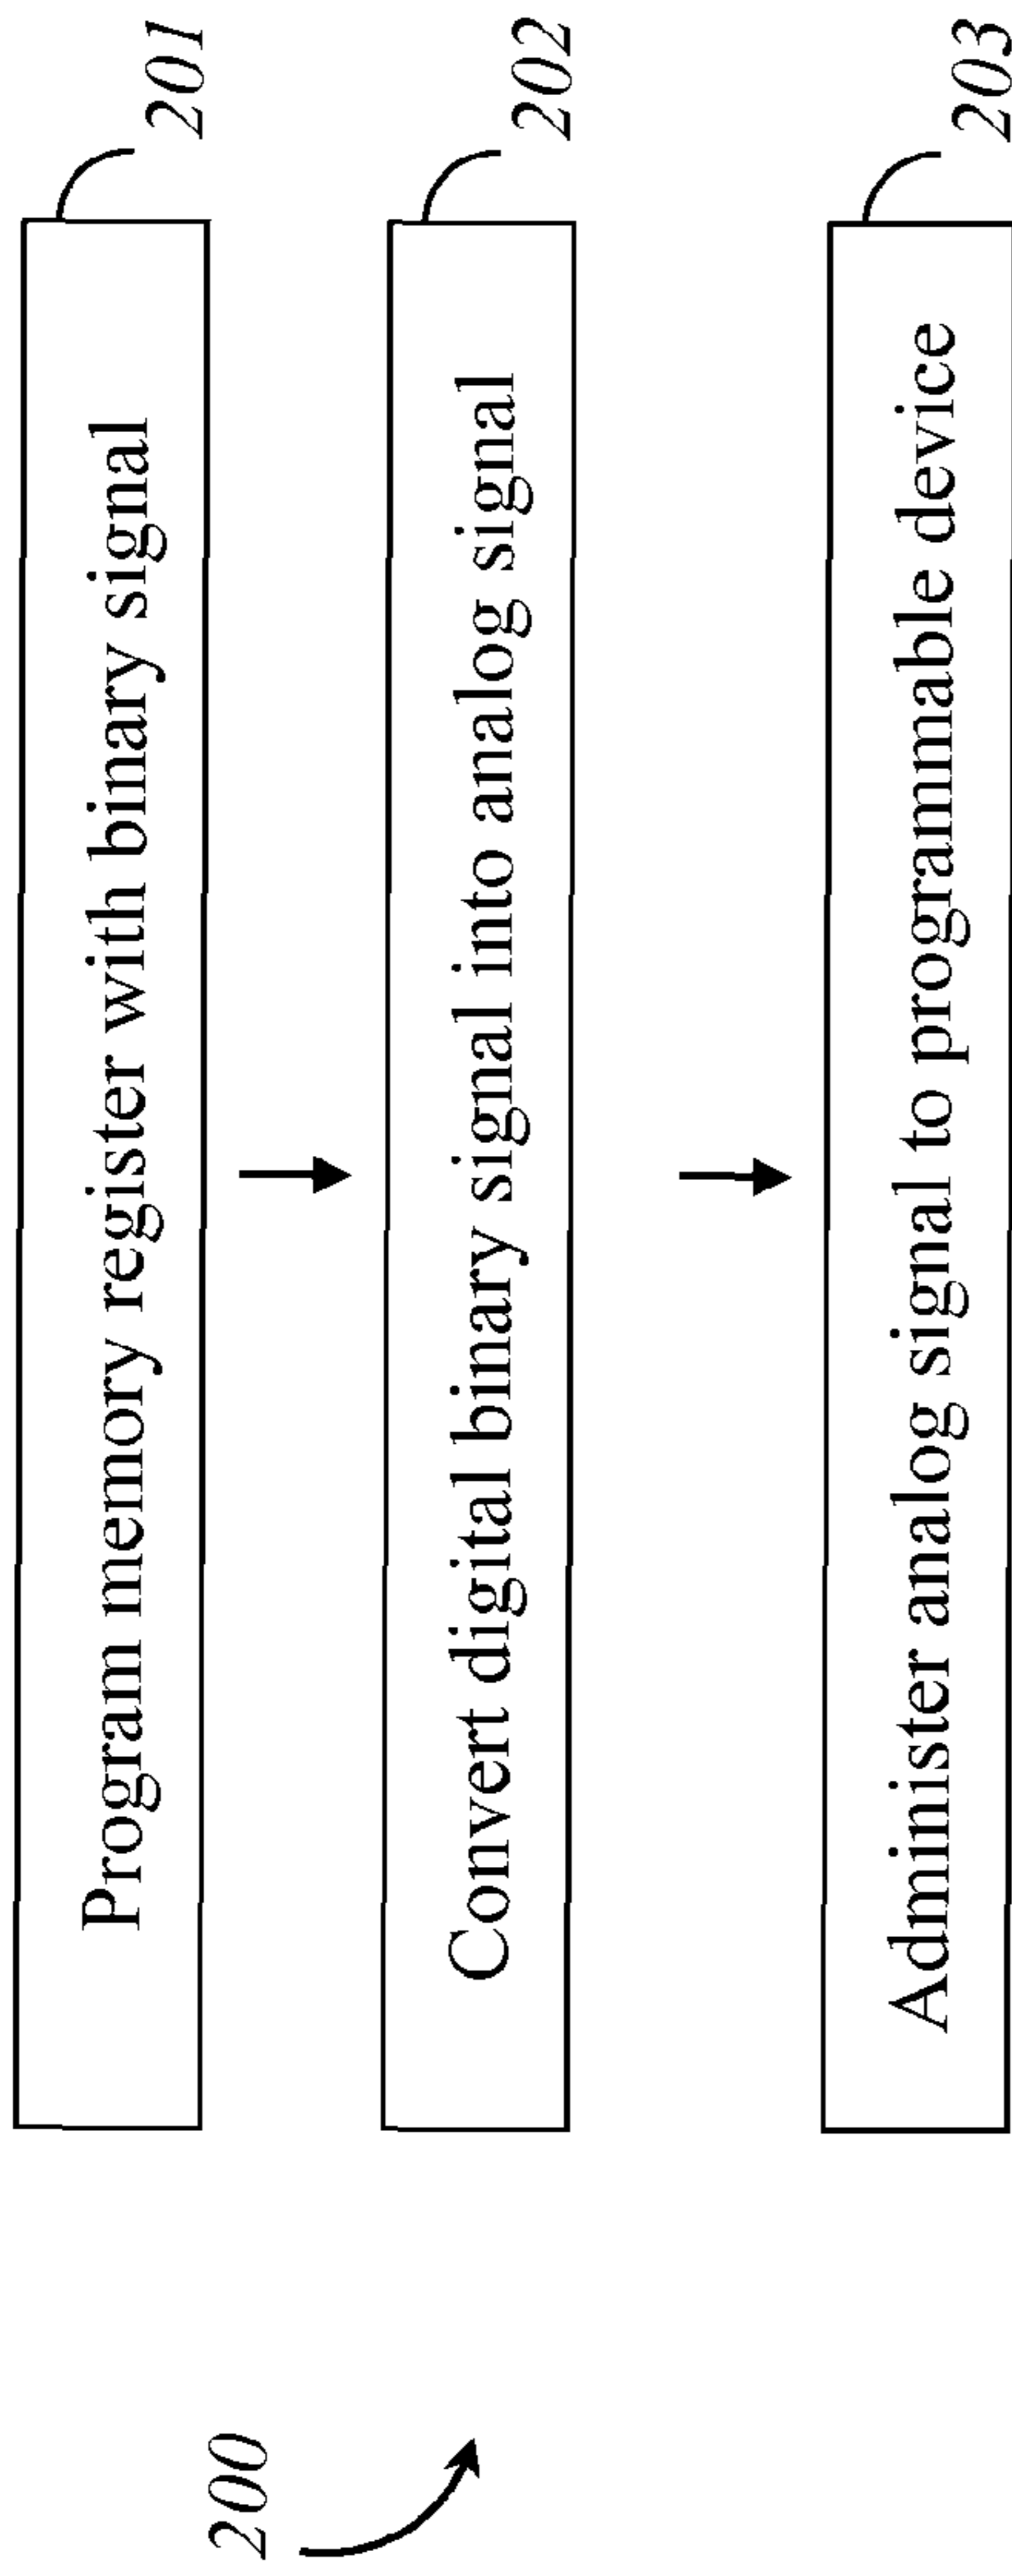 Program memory register with binary signal
201
Convert digital binary signal into analog signal
202
Administer analog signal to programmable device
203
200